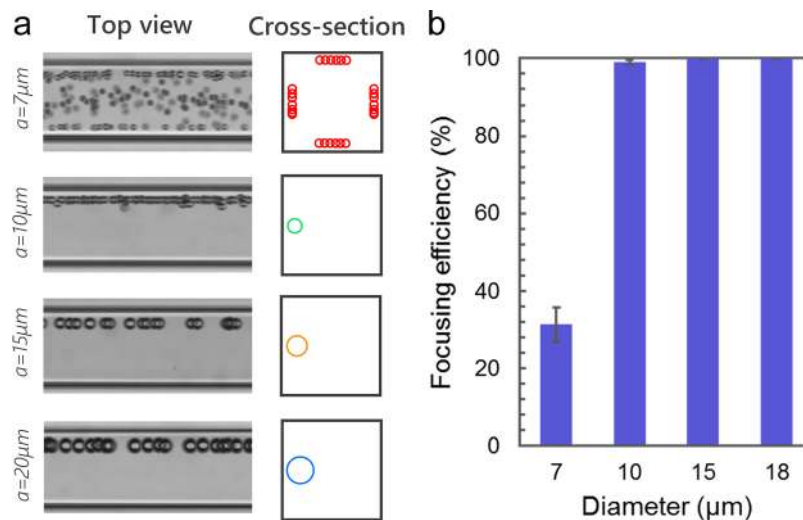 a
Top view
Cross-section
a=7µm
a=10µm
a=15µm
a=20µm
b
Focusing efficiency (%)
100
80
60
40
20
0
7 10 15 18
Diameter (µm)